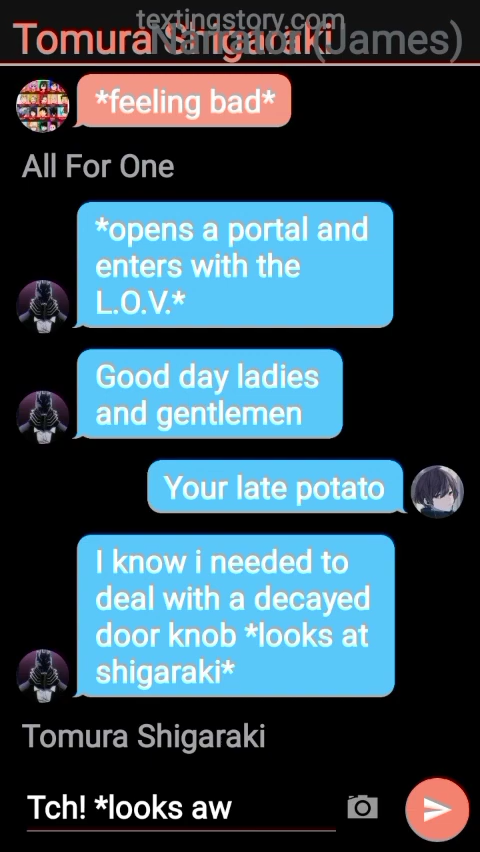 textingstory.com
Tomura Shigaraki
(James)
*feeling bad*
All For One
*opens a portal and
enters with the
L.O.V.*
Good day ladies
and gentlemen
Your late potato
I know i needed to
deal with a decayed
door knob *looks at
shigaraki*
Tomura Shigaraki
Tch! *looks aw